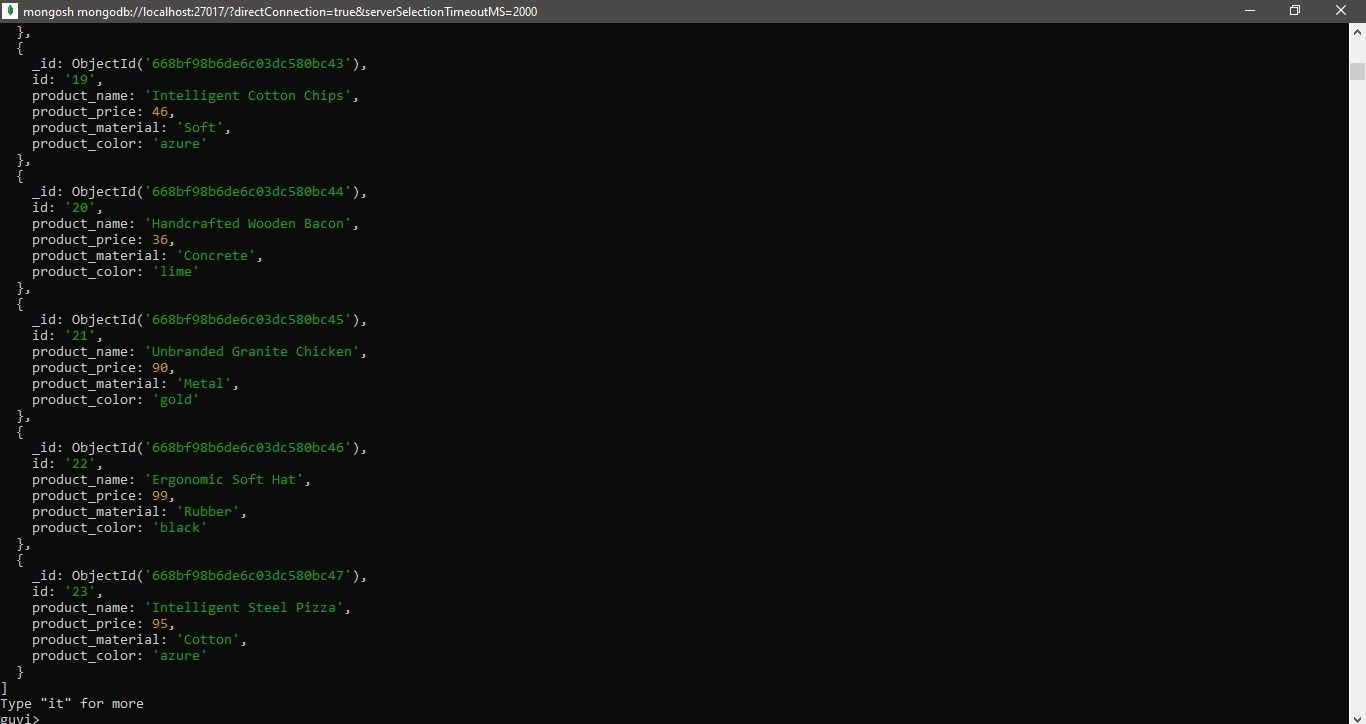 mongosh mongodb://localhost:27017/?directConnection=true&serverSelectionTimeoutMS=2000
  },
  {
    _id: ObjectId('668bf98b6de6c03dc580bc43'),
    id: '19',
    product_name: 'Intelligent Cotton Chips',
    product_price: 46,
    product_material: 'Soft',
    product_color: 'azure'
  },
  {
    _id: ObjectId('668bf98b6de6c03dc580bc44'),
    id: '20',
    product_name: 'Handcrafted Wooden Bacon',
    product_price: 36,
    product_material: 'Concrete',
    product_color: 'lime'
  },
  {
    _id: ObjectId('668bf98b6de6c03dc580bc45'),
    id: '21',
    product_name: 'Unbranded Granite Chicken',
    product_price: 90,
    product_material: 'Metal',
    product_color: 'gold'
  },
  {
    _id: ObjectId('668bf98b6de6c03dc580bc46'),
    id: '22',
    product_name: 'Ergonomic Soft Hat',
    product_price: 99,
    product_material: 'Rubber',
    product_color: 'black'
  },
  {
    _id: ObjectId('668bf98b6de6c03dc580bc47'),
    id: '23',
    product_name: 'Intelligent Steel Pizza',
    product_price: 95,
    product_material: 'Cotton',
    product_color: 'azure'
  }
]
Type "it" for more
guvi>